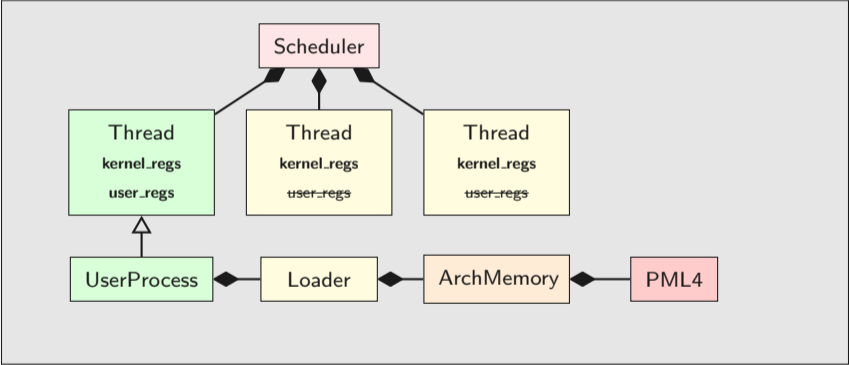 Scheduler
Thread
kernel_regs
user_regs
Thread
kernel_regs
user_regs
Thread
kernel_regs
user_regs
UserProcess
Loader
ArchMemory
PML4